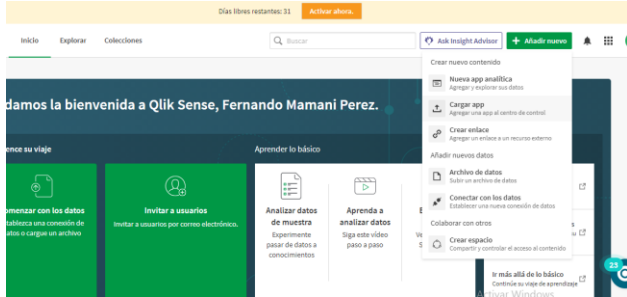 Días libres restantes: 31 Activar ahora.
Inicio Explorar Colecciones
Buscar
Ask Insight Advisor
Añadir nuevo
damos la bienvenida a Qlik Sense, Fernando Mamani Perez.
ence su viaje
omenzar con los datos
tablezca una conexión de
atos o cargue un archivo
Invitar a usuarios
Invitar a usuarios por correo electrónico.
Aprender lo básico
Analizar datos
de muestra
Experimente
pasar de datos a
conocimientos
Aprenda a
analizar datos
Siga este vídeo
paso a paso
Crear nuevo contenido
Nueva app analítica
Agregar y explorar sus datos
Cargar app
Agregar una app al centro de control
Crear enlace
Agregar un enlace a un recurso externo
Añadir nuevos datos
Archivo de datos
Subir un archivo de datos
Conectar con los datos
Establecer una nueva conexión de datos
Colaborar con otros
Crear espacio
Compartir y controlar el acceso al contenido
Ir más allá de lo básico
Continúe su viaje de aprendizaje
23
Activar Windows